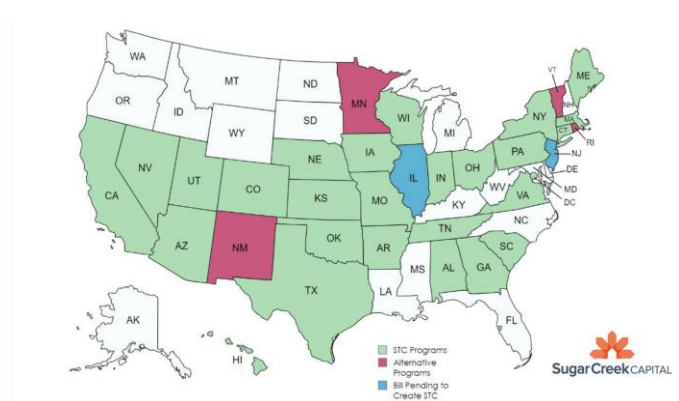 WA
MT
ND
MN
VT
ME
OR
ID
SD
WI
NY
NH
MA
WY
MI
CT
RI
NE
IA
PA
NJ
NV
UT
CO
IL
IN
OH
DE
CA
KS
MO
WV
VA
MD
DC
KY
NC
AZ
NM
OK
AR
TN
SC
TX
MS
AL
GA
LA
AK
FL
HI
STC Programs
Alternative
Programs
Bill Pending to
Create STC
SugarCreek CAPITAL